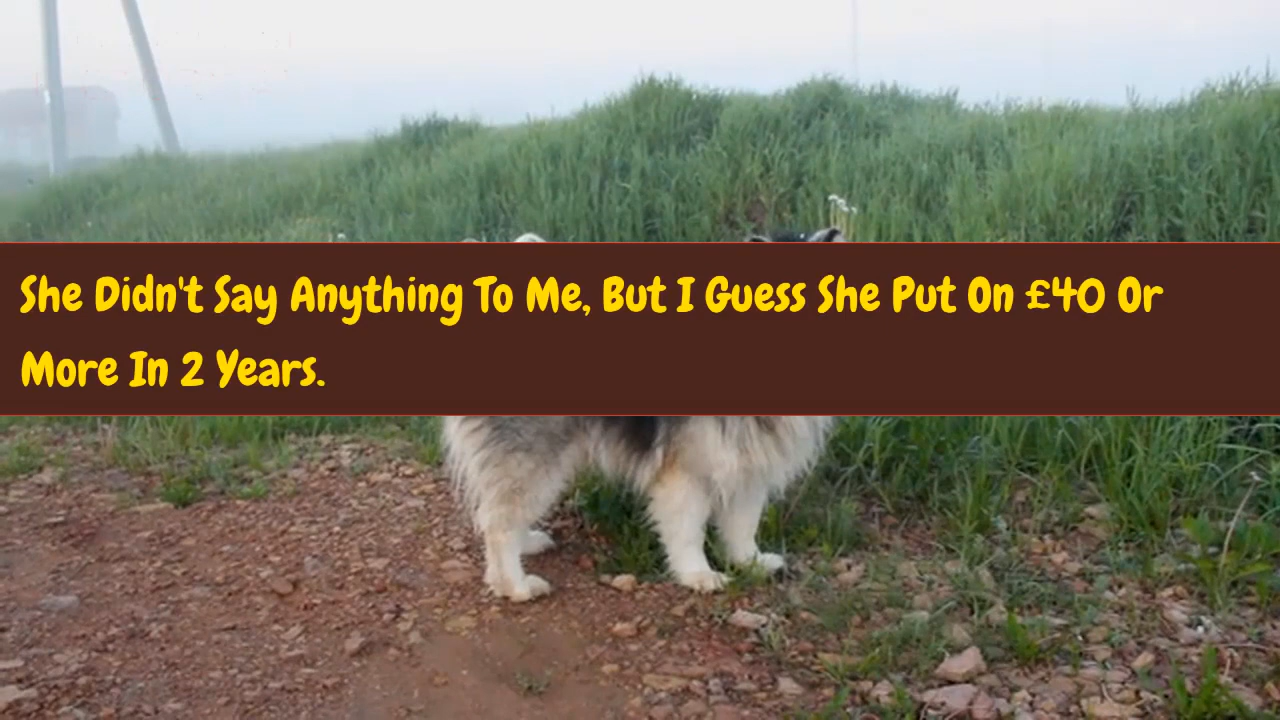 She Didn't Say Anything To Me, But I Guess She Put On £40 Or
More In 2 Years.